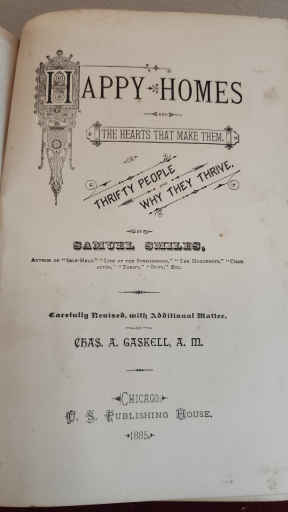 HAPPY HOMES
AND
THE HEARTS THAT MAKE THEM.
OR
THRIFTY PEOPLE AND
WHY THEY THRIVE.
BY
SAMUEL SMILES,
AUTHOR OF "SELF-HELP," "LIFE OF THE STEPHENSONS," "THE HUGUENOTS," "CHAR-
ACTER," "THRIFT," "DUTY," ETC.
Carefully Revised, with Additional Matter,
BY
CHAS. A. GASKELL, A. M.
CHICAGO:
U. S. PUBLISHING HOUSE.
1885.